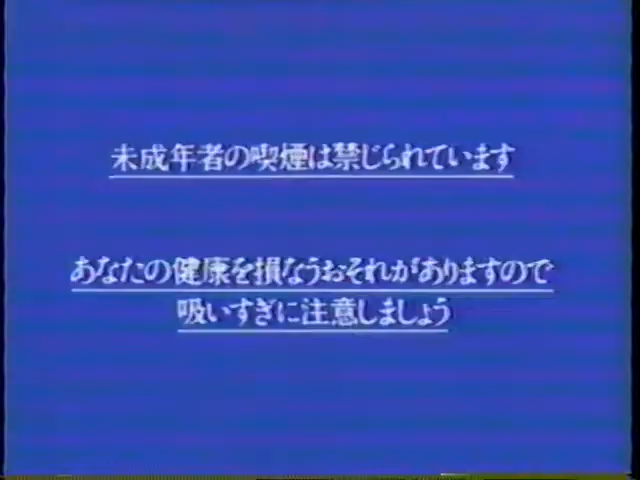 未成年者の喫煙は禁じられています
あなたの健康を損なうおそれがありますので
吸いすぎに注意しましょう